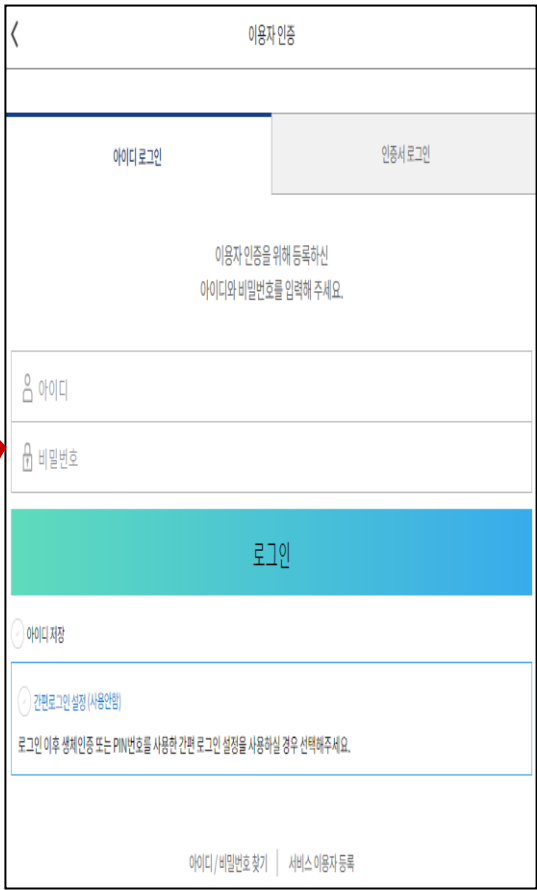 이용자 인증
아이디 로그인
인증서 로그인
이용자 인증을 위해 등록하신
아이디와 비밀번호를 입력해 주세요.
아이디
비밀번호
로그인
아이디 저장
간편로그인 설정 (사용안함)
로그인 이후 생체인증 또는 PIN번호를 사용한 간편 로그인 설정을 사용하실 경우 선택해주세요.
아이디 / 비밀번호 찾기 | 서비스 이용자 등록